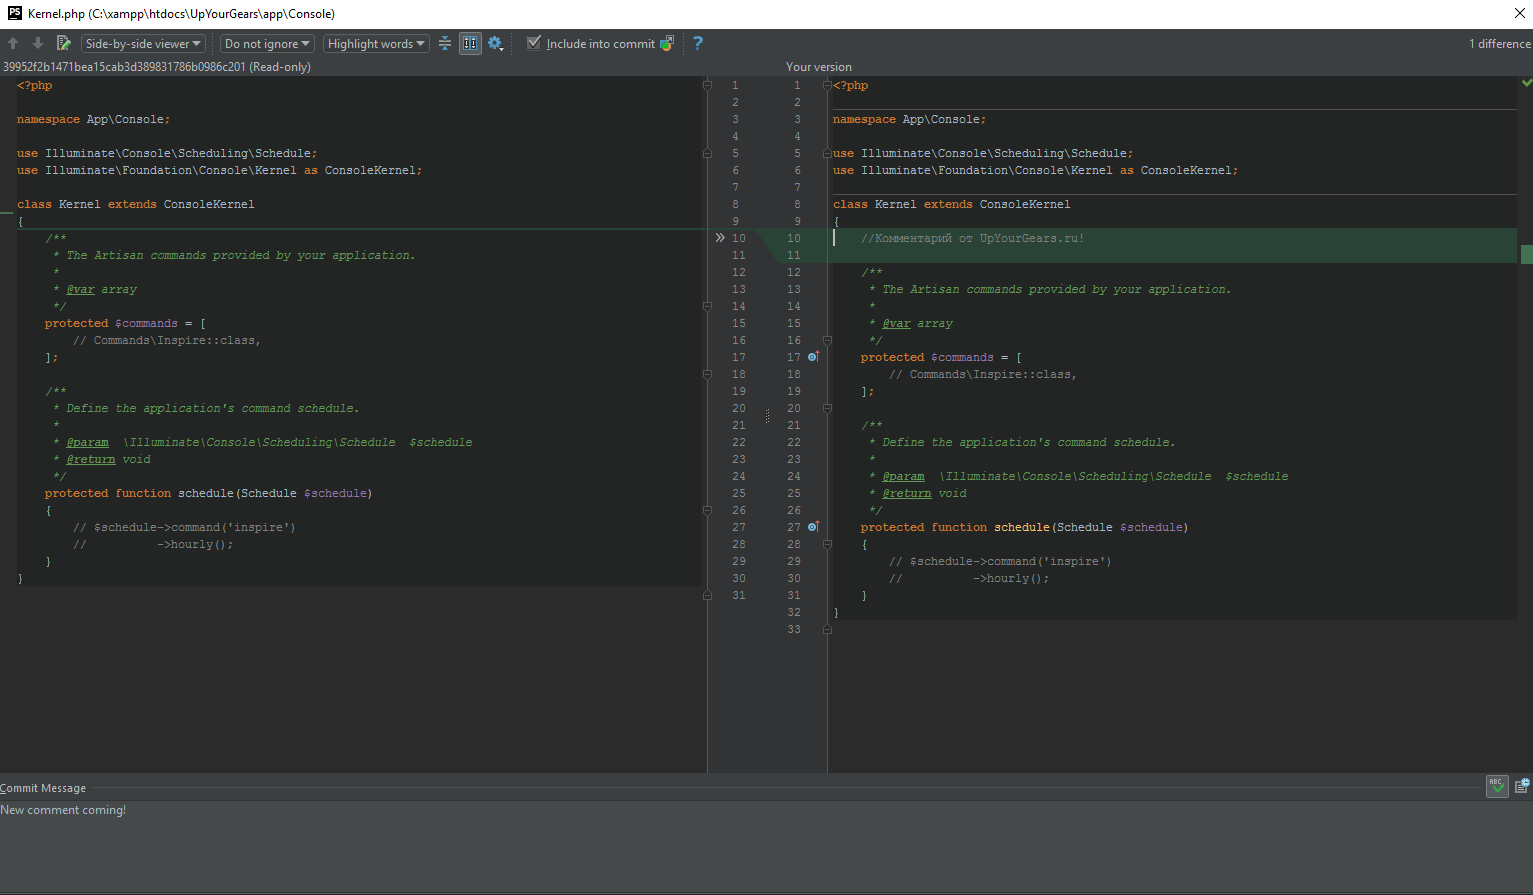 PS Kernel.php (C:\xampp\htdocs\UpYourGears\app\Console)
Side-by-side viewer Do not ignore Highlight words Include into commit ? 1 difference
39952f2b1471bea15cab3d389831786b0986c201 (Read-only)
<?php
namespace App\Console;
use Illuminate\Console\Scheduling\Schedule;
use Illuminate\Foundation\Console\Kernel as ConsoleKernel;
class Kernel extends ConsoleKernel
{
/**
* The Artisan commands provided by your application.
*
* @var array
*/
protected $commands = [
// Commands\Inspire::class,
];
/**
* Define the application's command schedule.
*
* @param \Illuminate\Console\Scheduling\Schedule $schedule
* @return void
*/
protected function schedule(Schedule $schedule)
{
// $schedule->command('inspire')
// ->hourly();
}
}
1
2
3
4
5
6
7
8
9
10
11
12
13
14
15
16
17
18
19
20
21
22
23
24
25
26
27
28
29
30
31
Your version
1
2
3
4
5
6
7
8
9
10
11
12
13
14
15
16
17
18
19
20
21
22
23
24
25
26
27
28
29
30
31
32
33
<?php
namespace App\Console;
use Illuminate\Console\Scheduling\Schedule;
use Illuminate\Foundation\Console\Kernel as ConsoleKernel;
class Kernel extends ConsoleKernel
{
//Комментарий от UpYourGears.ru!
/**
* The Artisan commands provided by your application.
*
* @var array
*/
protected $commands = [
// Commands\Inspire::class,
];
/**
* Define the application's command schedule.
*
* @param \Illuminate\Console\Scheduling\Schedule $schedule
* @return void
*/
protected function schedule(Schedule $schedule)
{
// $schedule->command('inspire')
// ->hourly();
}
}
Commit Message
ABC
New comment coming!